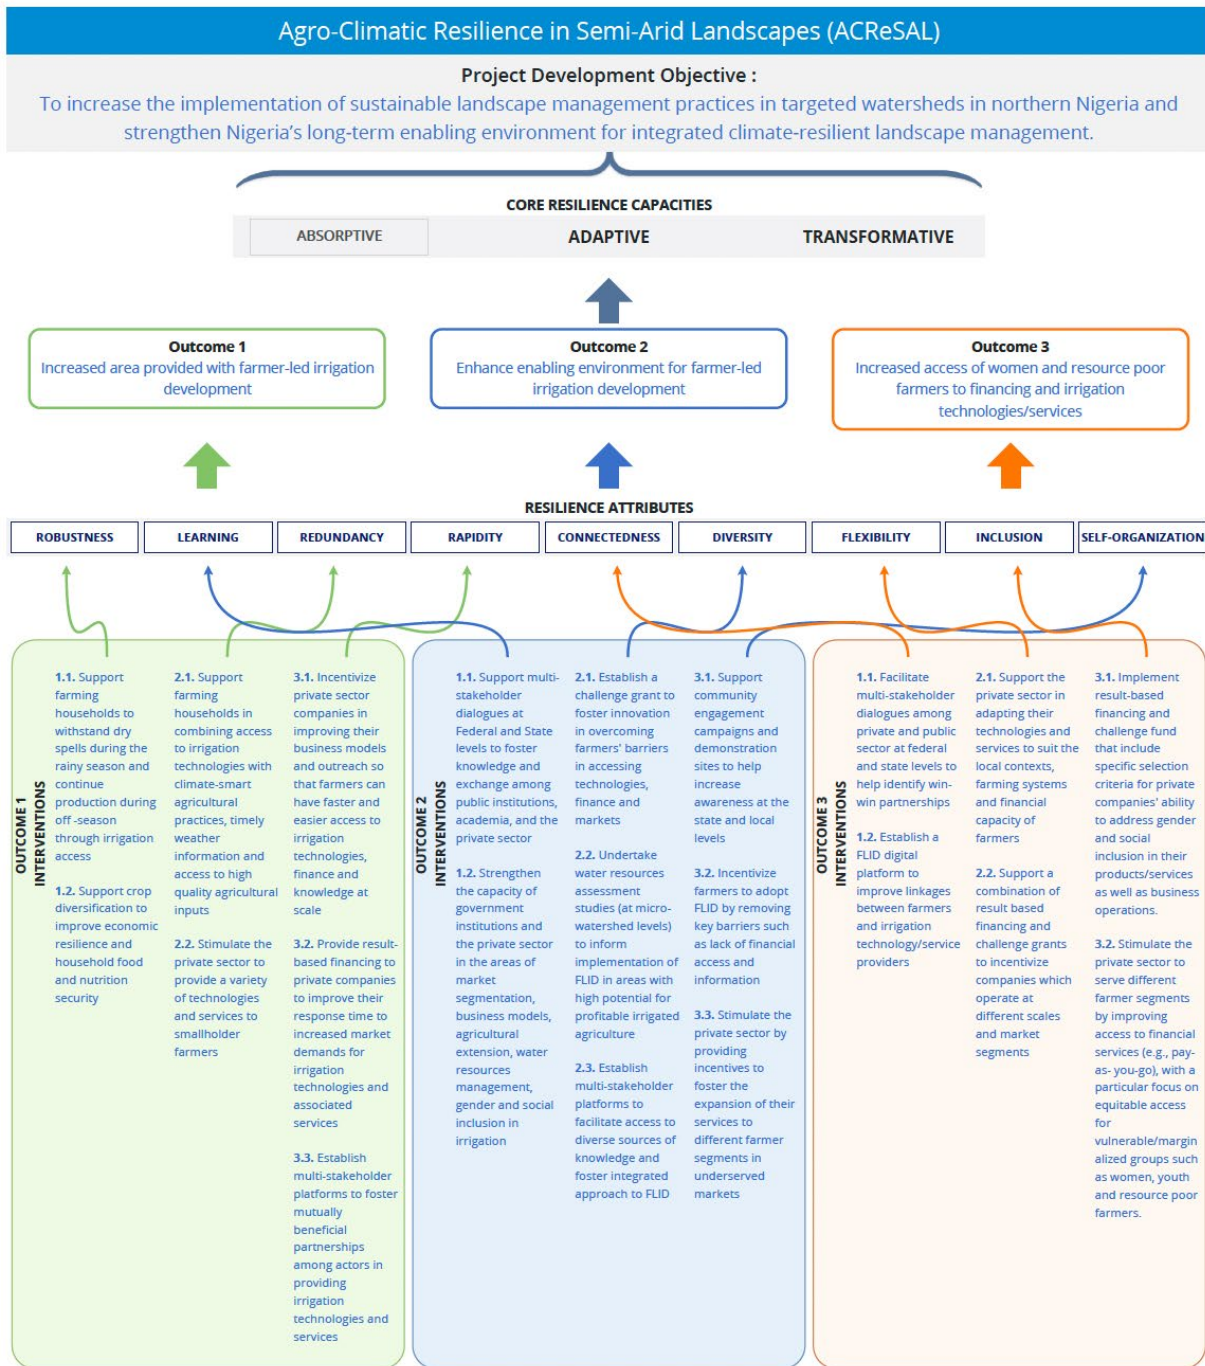 Agro-Climatic Resilience in Semi-Arid Landscapes (ACReSAL)
Project Development Objective :
To increase the implementation of sustainable landscape management practices in targeted watersheds in northern Nigeria and
strengthen Nigeria's long-term enabling environment for integrated climate-resilient landscape management.
CORE RESILIENCE CAPACITIES
ABSORPTIVE
ADAPTIVE
TRANSFORMATIVE
Outcome 1
Increased area provided with farmer-led irrigation
development
Outcome 2
Enhance enabling environment for farmer-led
irrigation development
Outcome 3
Increased access of women and resource poor
farmers to financing and irrigation
technologies/services
RESILIENCE ATTRIBUTES
ROBUSTNESS
LEARNING
REDUNDANCY
RAPIDITY
CONNECTEDNESS
DIVERSITY
FLEXIBILITY
INCLUSION
SELF-ORGANIZATION
OUTCOME 1
INTERVENTIONS
1.1. Support
farming
households to
withstand dry
spells during the
rainy season and
continue
production during
off -season
through irrigation
access
1.2. Support crop
diversification to
improve economic
resilience and
household food
and nutrition
security
2.1. Support
farming
households in
combining access
to irrigation
technologies with
climate-smart
agricultural
practices, timely
weather
information and
access to high
quality agricultural
inputs
2.2. Stimulate the
private sector to
provide a variety
of technologies
and services to
smallholder
farmers
3.1. Incentivize
private sector
companies in
improving their
business models
and outreach so
that farmers can
have faster and
easier access to
irrigation
technologies,
finance and
knowledge at
scale
3.2. Provide result-
based financing to
private companies
to improve their
response time to
increased market
demands for
irrigation
technologies and
associated
services
3.3. Establish
multi-stakeholder
platforms to foster
mutually
beneficial
partnerships
among actors in
providing
irrigation
technologies and
services
OUTCOME 2
INTERVENTIONS
1.1. Support multi-
stakeholder
dialogues at
Federal and State
levels to foster
knowledge and
exchange among
public institutions,
academia, and the
private sector
1.2. Strengthen
the capacity of
government
institutions and
the private sector
in the areas of
market
segmentation,
business models,
agricultural
extension, water
resources
management,
gender and social
inclusion in
irrigation
2.1. Establish a
challenge grant to
foster innovation
in overcoming
farmers' barriers
in accessing
technologies,
finance and
markets
2.2. Undertake
water resources
assessment
studies (at micro-
watershed levels)
to inform
implementation of
FLID in areas with
high potential for
profitable irrigated
agriculture
2.3. Establish
multi-stakeholder
platforms to
facilitate access to
diverse sources of
knowledge and
foster integrated
approach to FLID
3.1. Support
community
engagement
campaigns and
demonstration
sites to help
increase
awareness at the
state and local
levels
3.2. Incentivize
farmers to adopt
FLID by removing
key barriers such
as lack of financial
access and
information
3.3. Stimulate the
private sector by
providing
incentives to
foster the
expansion of their
services to
different farmer
segments in
underserved
markets
OUTCOME 3
INTERVENTIONS
1.1. Facilitate
multi-stakeholder
dialogues among
private and public
sector at federal
and state levels to
help identify win-
win partnerships
1.2. Establish a
FLID digital
platform to
improve linkages
between farmers
and irrigation
technology/service
providers
2.1. Support the
private sector in
adapting their
technologies and
services to suit the
local contexts,
farming systems
and financial
capacity of
farmers
2.2. Support a
combination of
result based
financing and
challenge grants
to incentivize
companies which
operate at
different scales
and market
segments
3.1. Implement
result-based
financing and
challenge fund
that include
specific selection
criteria for private
companies' ability
to address gender
and social
inclusion in their
products/services
as well as business
operations.
3.2. Stimulate the
private sector to
serve different
farmer segments
by improving
access to financial
services (e.g., pay-
as- you-go), with a
particular focus on
equitable access
for
vulnerable/margin
alized groups such
as women, youth
and resource poor
farmers.